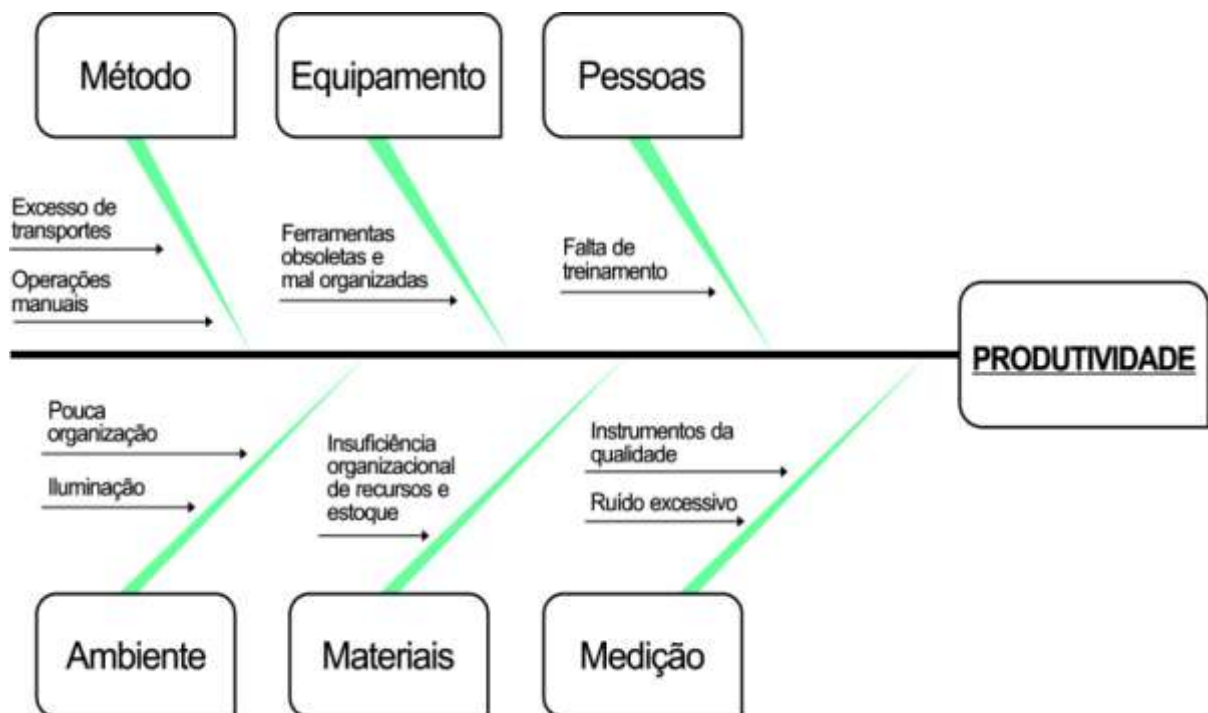 Método
Equipamento
Pessoas
Excesso de
transportes
Operações
manuais
Ferramentas
obsoletas e
mal organizadas
Falta de
treinamento
PRODUTIVIDADE
Pouca
organização
Iluminação
Insuficiência
organizacional
de recursos e
estoque
Instrumentos da
qualidade
Ruído excessivo
Ambiente
Materiais
Medição